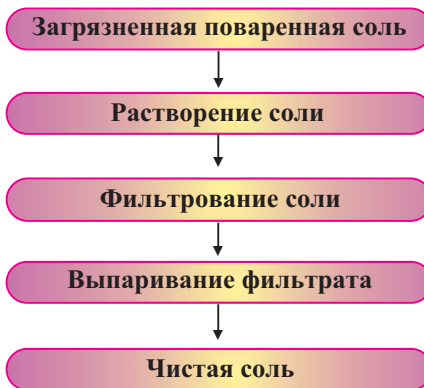 Загрязненная поваренная соль
Растворение соли
Фильтрование соли
Выпаривание фильтрата
Чистая соль